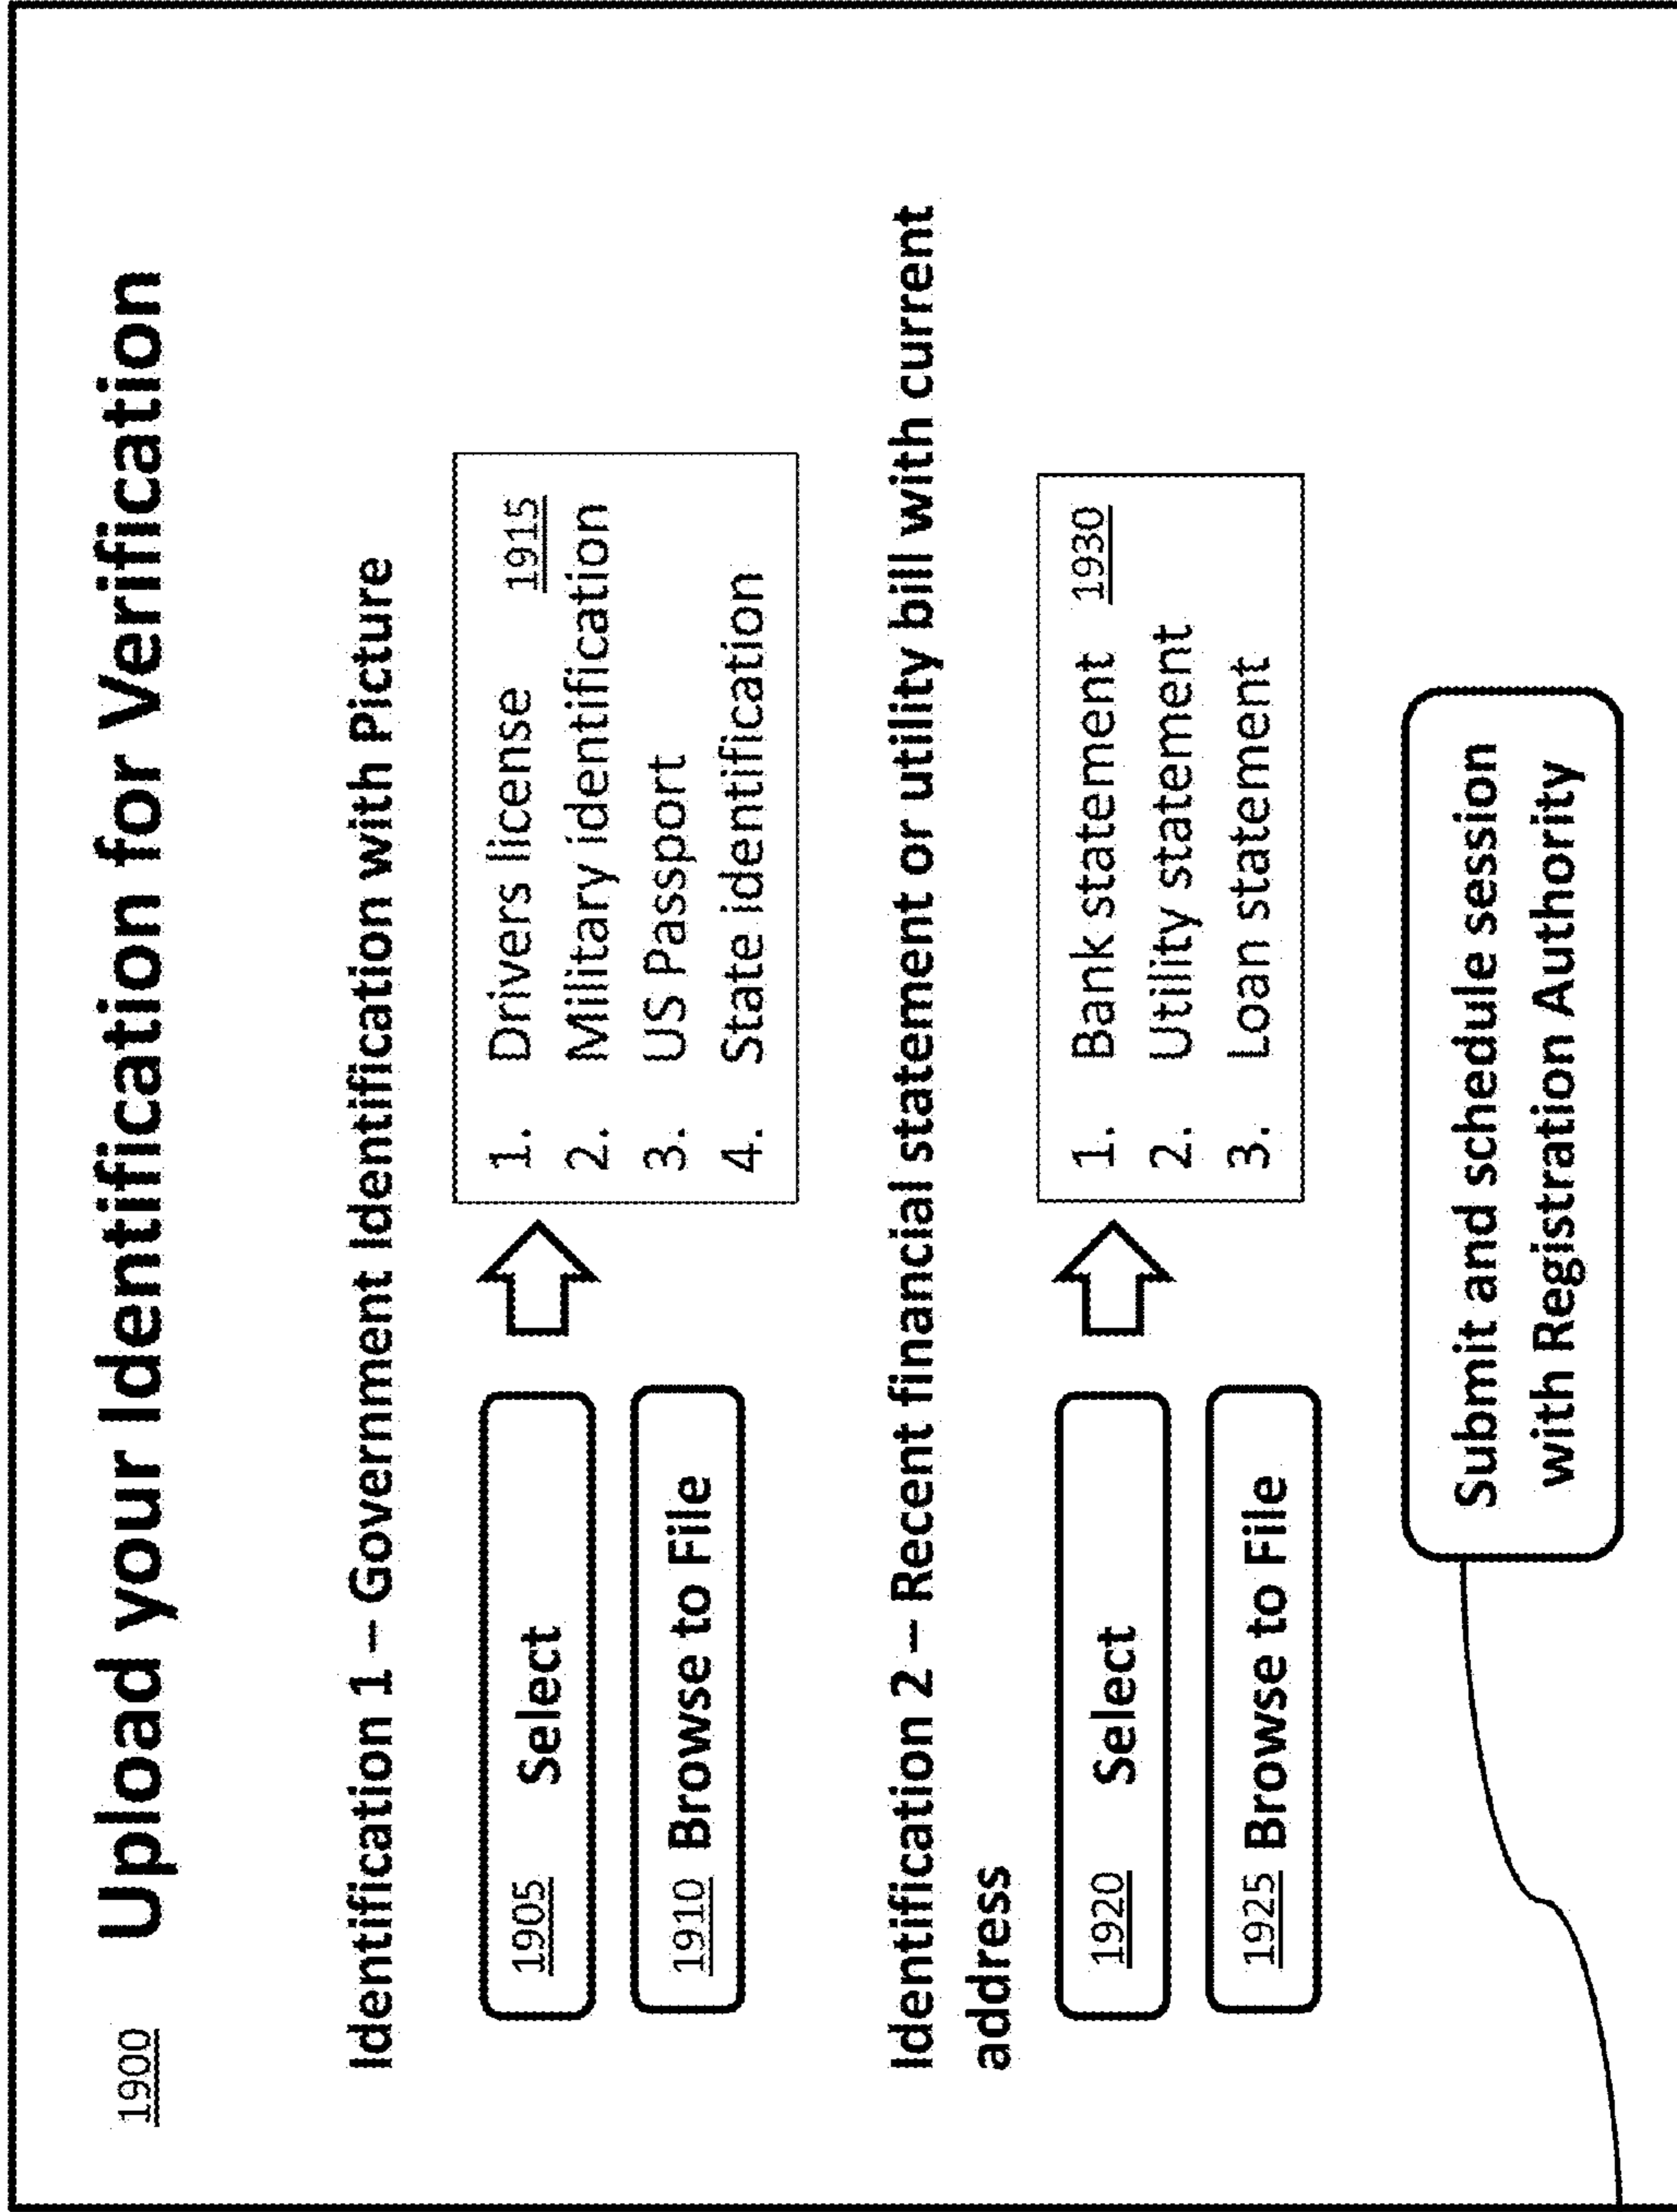 1900 Upload your Identification for Verification
Identification 1 – Government Identification with Picture
1905 Select
1910 Browse to File
1. Drivers license 1915
2. Military identification
3. US Passport
4. State identification
Identification 2 – Recent financial statement or utility bill with current
address
1920 Select
1925 Browse to File
1. Bank statement 1930
2. Utility statement
3. Loan statement
Submit and schedule session
with Registration Authority